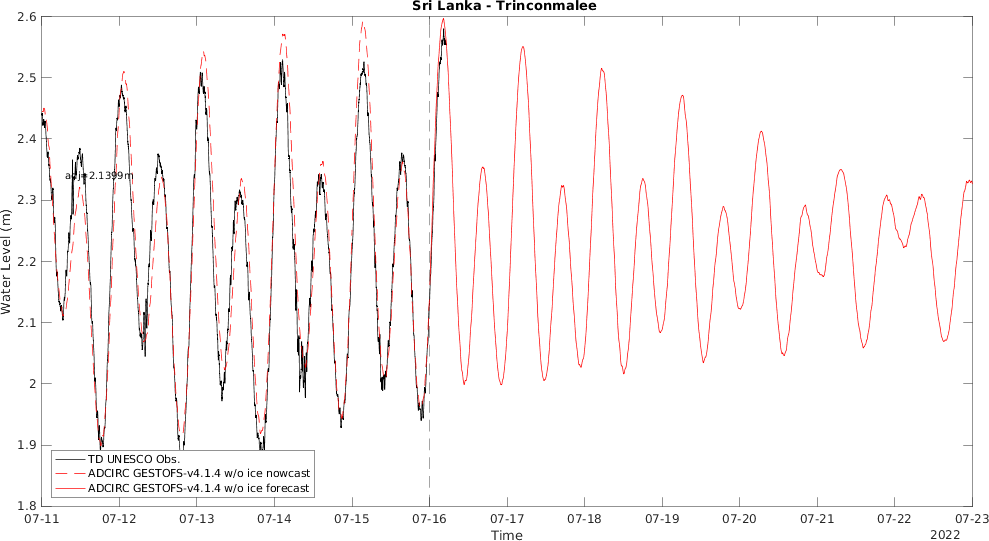 Sri Lanka - Trinconmalee
2.6
2.5
2.4
2.3
2.2
2.1
2
1.9
1.8
Water Level (m)
adj=2.1399m
TD UNESCO Obs.
ADCIRC GESTOFS-v4.1.4 w/o ice nowcast
ADCIRC GESTOFS-v4.1.4 w/o ice forecast
07-11 07-12 07-13 07-14 07-15 07-16 07-17 07-18 07-19 07-20 07-21 07-22 07-23
Time
2022